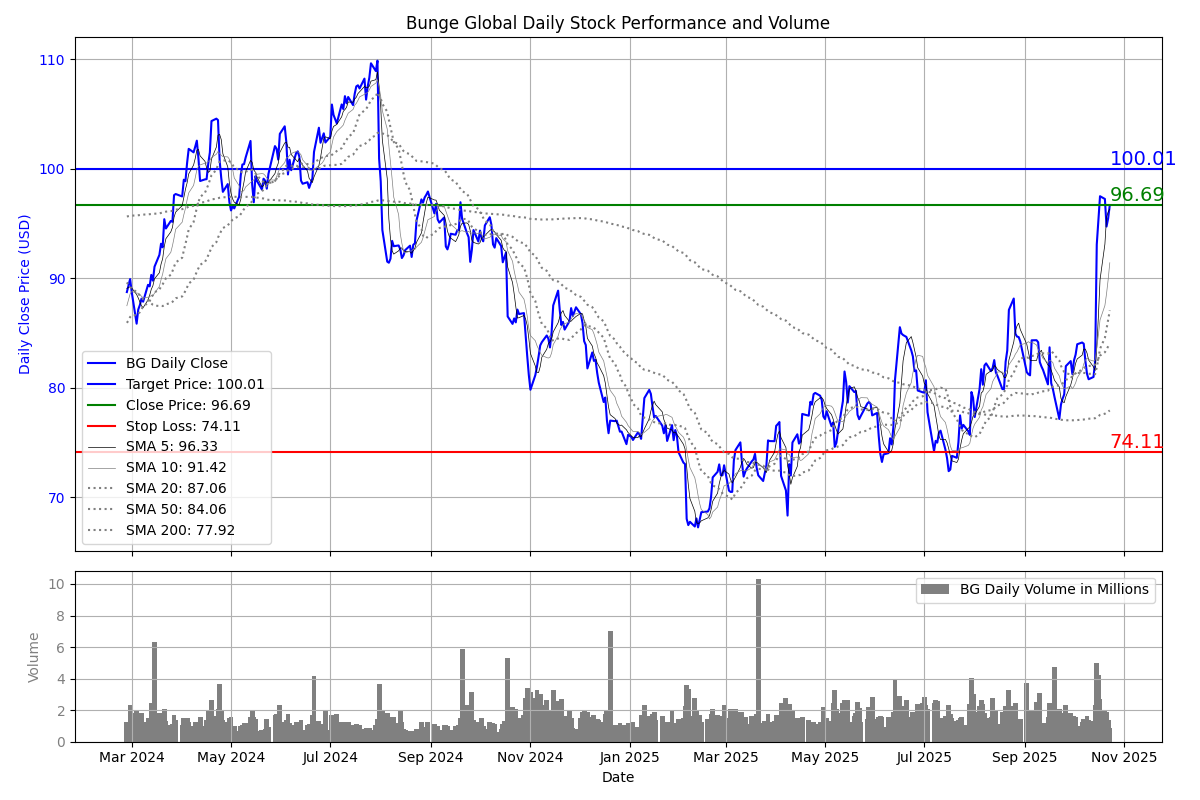 Bunge Global Daily Stock Performance and Volume
Daily Close Price (USD)
110
100
90
80
70
100.01
96.69
74.11
BG Daily Close
Target Price: 100.01
Close Price: 96.69
Stop Loss: 74.11
SMA 5: 96.33
SMA 10: 91.42
SMA 20: 87.06
SMA 50: 84.06
SMA 200: 77.92
Volume
10
8
6
4
2
0
BG Daily Volume in Millions
Mar 2024 May 2024 Jul 2024 Sep 2024 Nov 2024 Jan 2025 Mar 2025 May 2025 Jul 2025 Sep 2025 Nov 2025
Date